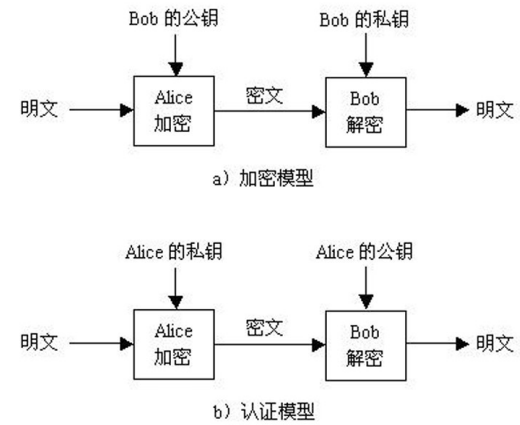 Bob 的公钥 Bob 的私钥
明文 Alice 加密 密文 Bob 解密 明文
a) 加密模型
Alice 的私钥 Alice 的公钥
明文 Alice 加密 密文 Bob 解密 明文
b) 认证模型